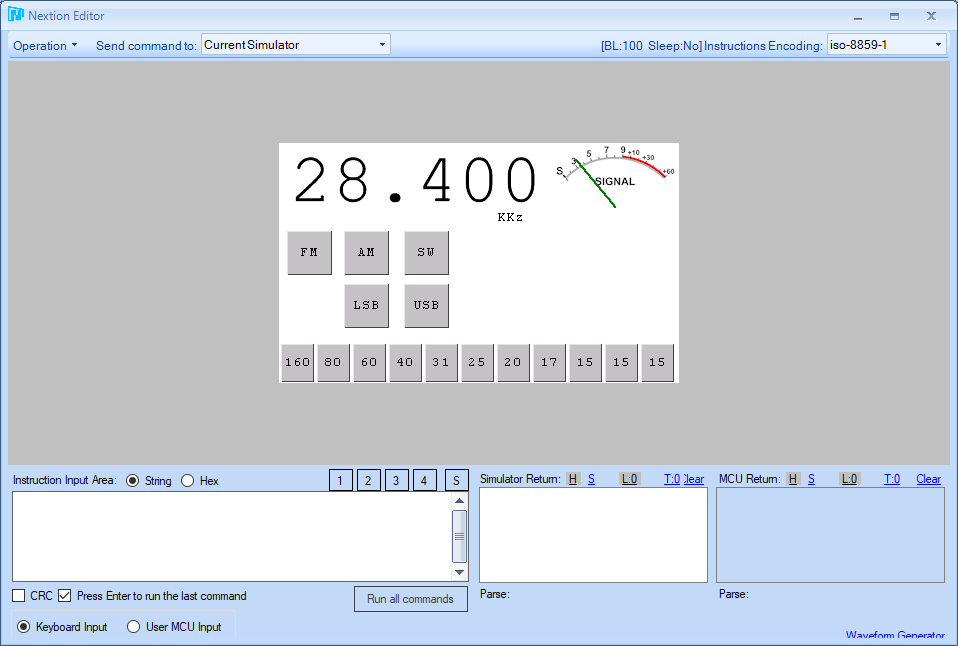 Nextion Editor
Operation Send command to: CurrentSimulator [BL:100 Sleep:No] Instructions Encoding: iso-8859-1
28.400
KKz
S 3 5 7 9 +10 +30 +60
SIGNAL
FM AM SW
LSB USB
160 80 60 40 31 25 20 17 15 15 15
Instruction Input Area: String Hex 1 2 3 4 S
Simulator Return: H S L:0 T:0 lear
MCU Return: H S L:0 T:0 Clear
CRC Press Enter to run the last command Run all commands
Parse:
Parse:
Keyboard Input User MCU Input
Waveform Generator